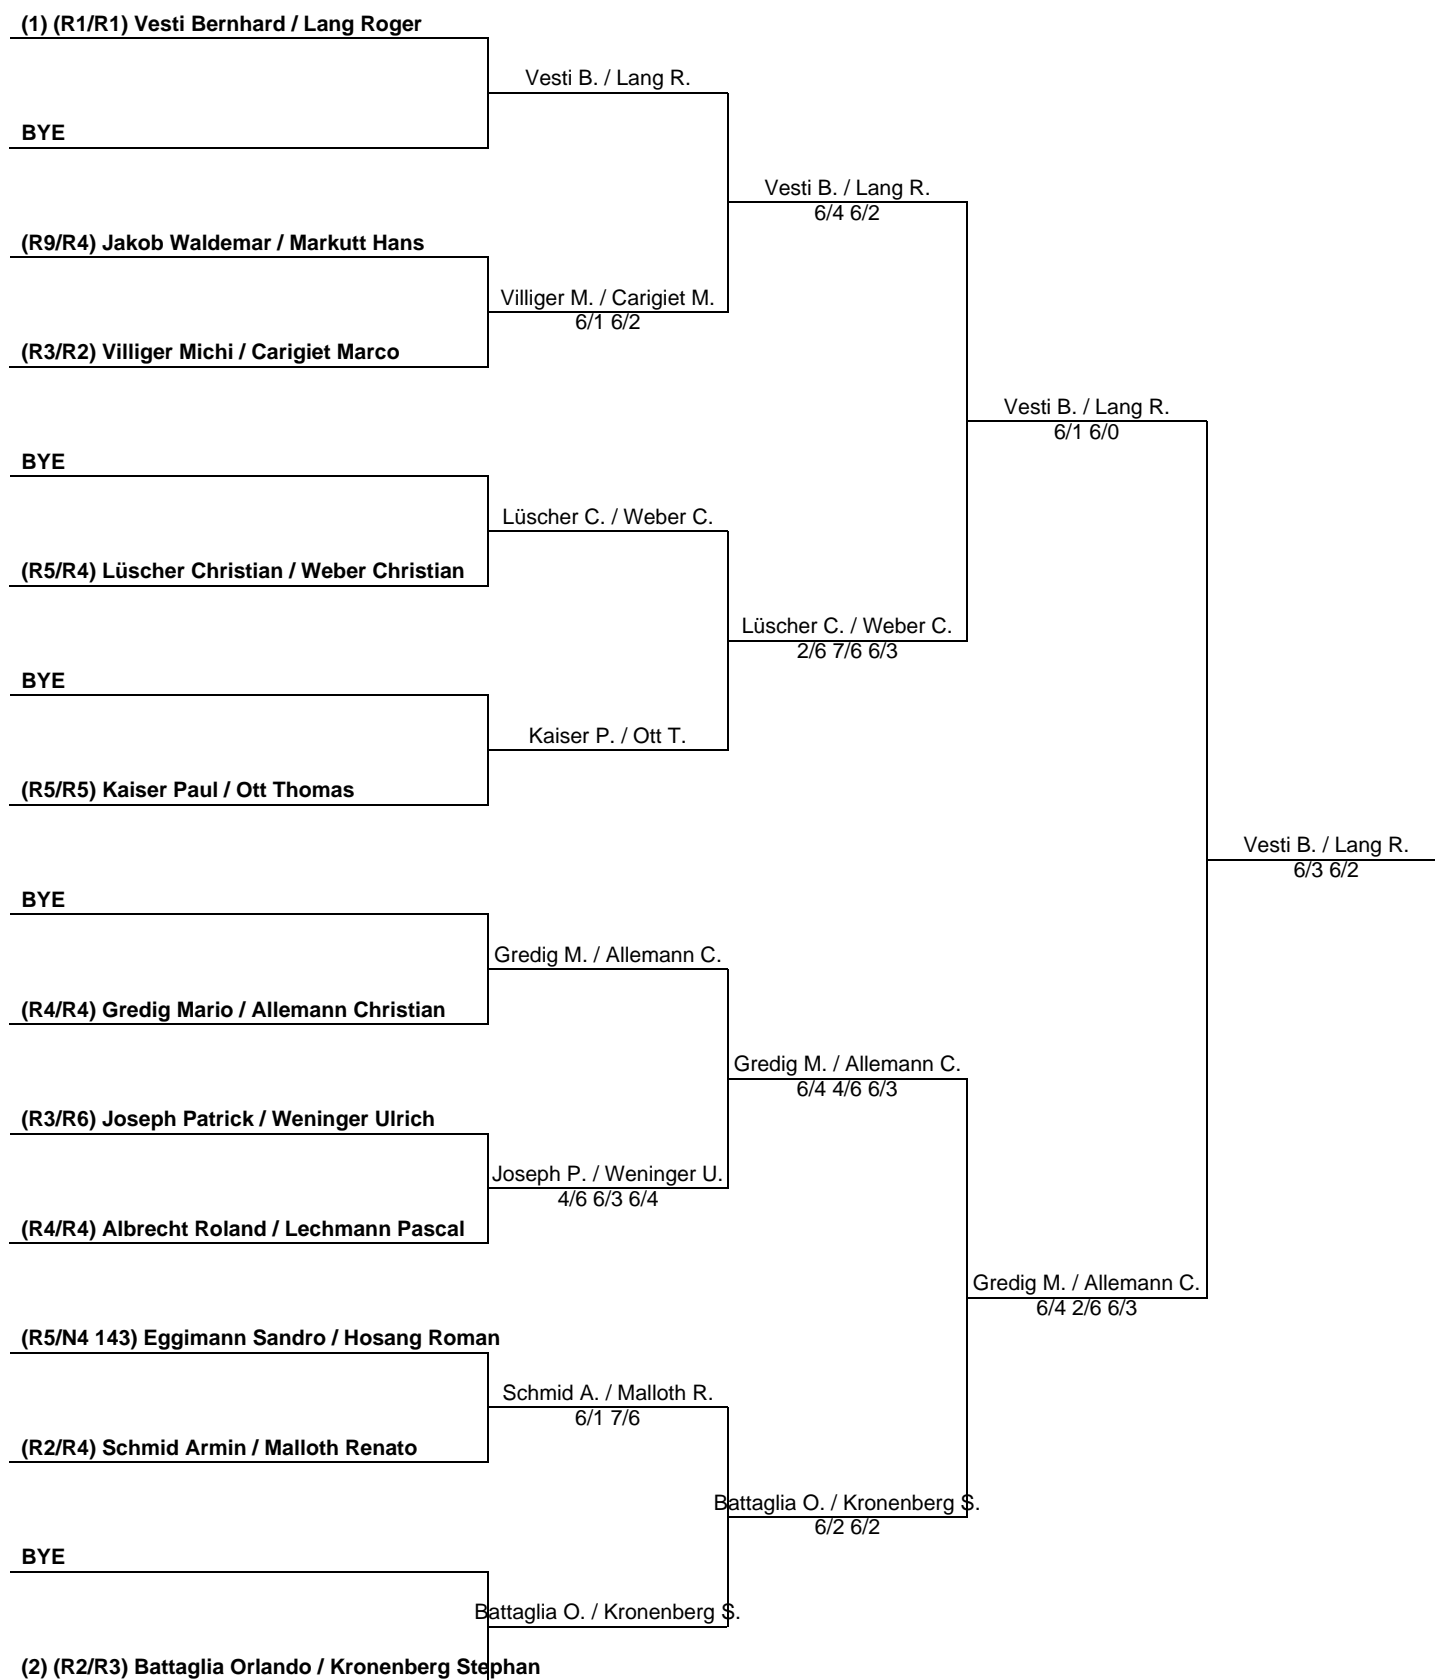 (1) (R1/R1) Vesti Bernhard / Lang Roger
Vesti B. / Lang R.
BYE
Vesti B. / Lang R.
6/4 6/2
(R9/R4) Jakob Waldemar / Markutt Hans
Villiger M. / Carigiet M.
6/1 6/2
(R3/R2) Villiger Michi / Carigiet Marco
Vesti B. / Lang R.
6/1 6/0
BYE
Lüscher C. / Weber C.
(R5/R4) Lüscher Christian / Weber Christian
Lüscher C. / Weber C.
2/6 7/6 6/3
BYE
Kaiser P. / Ott T.
(R5/R5) Kaiser Paul / Ott Thomas
Vesti B. / Lang R.
6/3 6/2
BYE
Gredig M. / Allemann C.
(R4/R4) Gredig Mario / Allemann Christian
Gredig M. / Allemann C.
6/4 4/6 6/3
(R3/R6) Joseph Patrick / Weninger Ulrich
Joseph P. / Weninger U.
4/6 6/3 6/4
(R4/R4) Albrecht Roland / Lechmann Pascal
Gredig M. / Allemann C.
6/4 2/6 6/3
(R5/N4 143) Eggimann Sandro / Hosang Roman
Schmid A. / Malloth R.
6/1 7/6
(R2/R4) Schmid Armin / Malloth Renato
Battaglia O. / Kronenberg S.
6/2 6/2
BYE
Battaglia O. / Kronenberg S.
(2) (R2/R3) Battaglia Orlando / Kronenberg Stephan